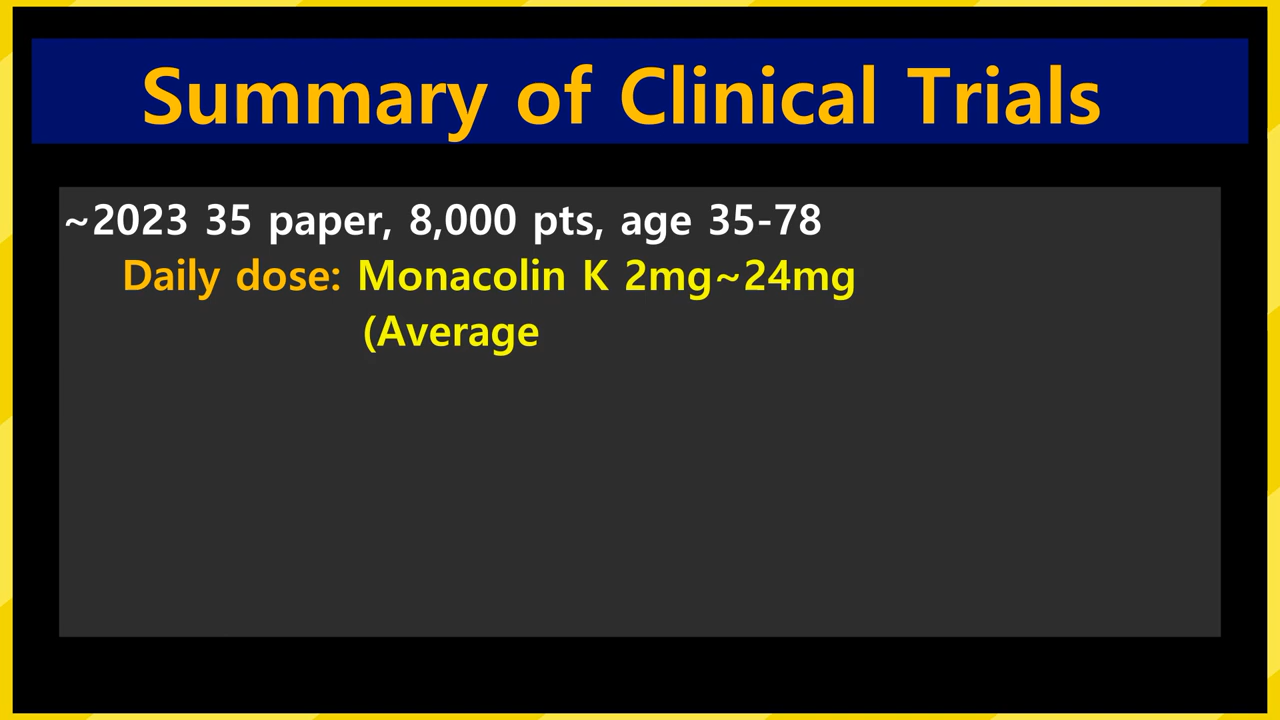 Summary of Clinical Trials
~2023 35 paper, 8,000 pts, age 35-78
Daily dose: Monacolin K 2mg~24mg
(Average